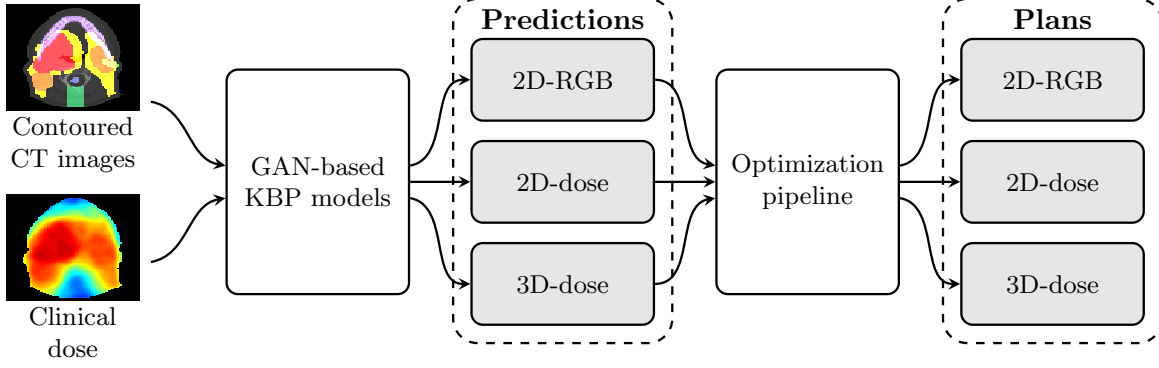 Contoured
CT images
Clinical
dose
GAN-based
KBP models
Predictions
2D-RGB
2D-dose
3D-dose
Optimization
pipeline
Plans
2D-RGB
2D-dose
3D-dose